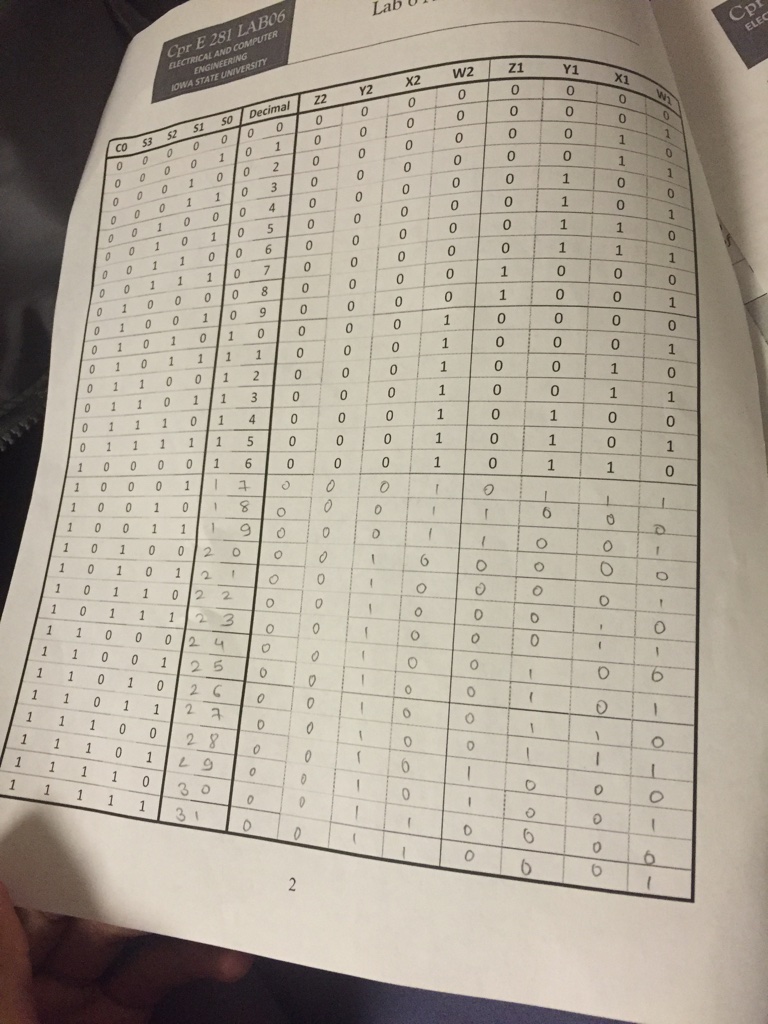 Cpr E 281 LAB06
ELECTRICAL AND COMPUTER
ENGINEERING
IOWA STATE UNIVERSITY
Lab
Cpr
ELEC
C0 S3 S2 S1 S0 Decimal Z2 Y2 X2 W2 Z1 Y1 X1 W1
0 0 0 0 0 0 0 0 0 0 0 0 0 0 0
0 0 0 0 1 0 1 0 0 0 0 0 0 0 1
0 0 0 1 0 0 2 0 0 0 0 0 0 1 0
0 0 0 1 1 0 3 0 0 0 0 0 0 1 1
0 0 1 0 0 0 4 0 0 0 0 0 1 0 0
0 0 1 0 1 0 5 0 0 0 0 0 1 0 1
0 0 1 1 0 0 6 0 0 0 0 0 1 1 0
0 0 1 1 1 0 7 0 0 0 0 0 1 1 1
0 1 0 0 0 0 8 0 0 0 0 1 0 0 0
0 1 0 0 1 0 9 0 0 0 0 1 0 0 1
0 1 0 1 0 1 0 0 0 0 1 0 0 0 0
0 1 0 1 1 1 1 0 0 0 1 0 0 0 1
0 1 1 0 0 1 2 0 0 0 1 0 0 1 0
0 1 1 0 1 1 3 0 0 0 1 0 0 1 1
0 1 1 1 0 1 4 0 0 0 1 0 1 0 0
0 1 1 1 1 1 5 0 0 0 1 0 1 0 1
1 0 0 0 0 1 6 0 0 0 1 0 1 1 0
1 0 0 0 1 1 7 0 0 0 1 0 1 1 1
1 0 0 1 0 1 8 0 0 0 1 1 0 0 0
1 0 0 1 1 1 9 0 0 0 1 1 0 0 1
1 0 1 0 0 2 0 0 0 1 0 0 0 0 0
1 0 1 0 1 2 1 0 0 1 0 0 0 0 1
1 0 1 1 0 2 2 0 0 1 0 0 0 1 0
1 0 1 1 1 2 3 0 0 1 0 0 0 1 1
1 1 0 0 0 2 4 0 0 1 0 0 1 0 0
1 1 0 0 1 2 5 0 0 1 0 0 1 0 1
1 1 0 1 0 2 6 0 0 1 0 0 1 1 0
1 1 0 1 1 2 7 0 0 1 0 0 1 1 1
1 1 1 0 0 2 8 0 0 1 0 1 0 0 0
1 1 1 0 1 2 9 0 0 1 0 1 0 0 1
1 1 1 1 0 3 0 0 0 1 1 0 0 0 0
1 1 1 1 1 3 1 0 0 1 1 0 0 0 1
2